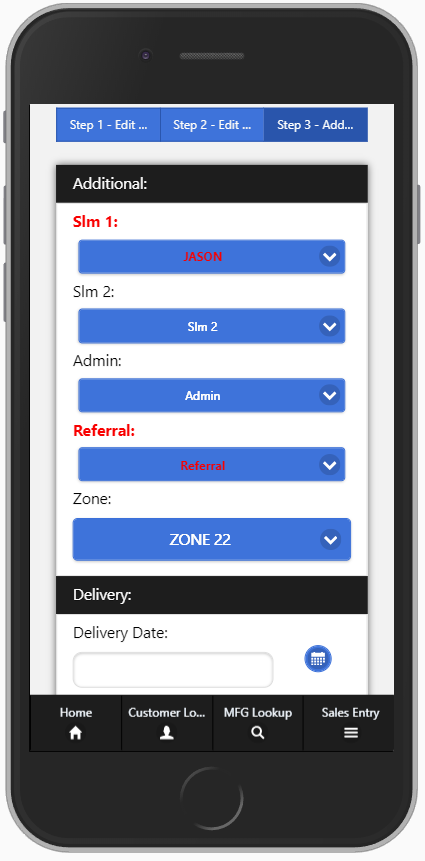 Step 1 - Edit ... Step 2 - Edit ... Step 3 - Add...
Additional:
Slm 1:
JASON
Slm 2:
Slm 2
Admin:
Admin
Referral:
Referral
Zone:
ZONE 22
Delivery:
Delivery Date:
Home Customer Lo... MFG Lookup Sales Entry